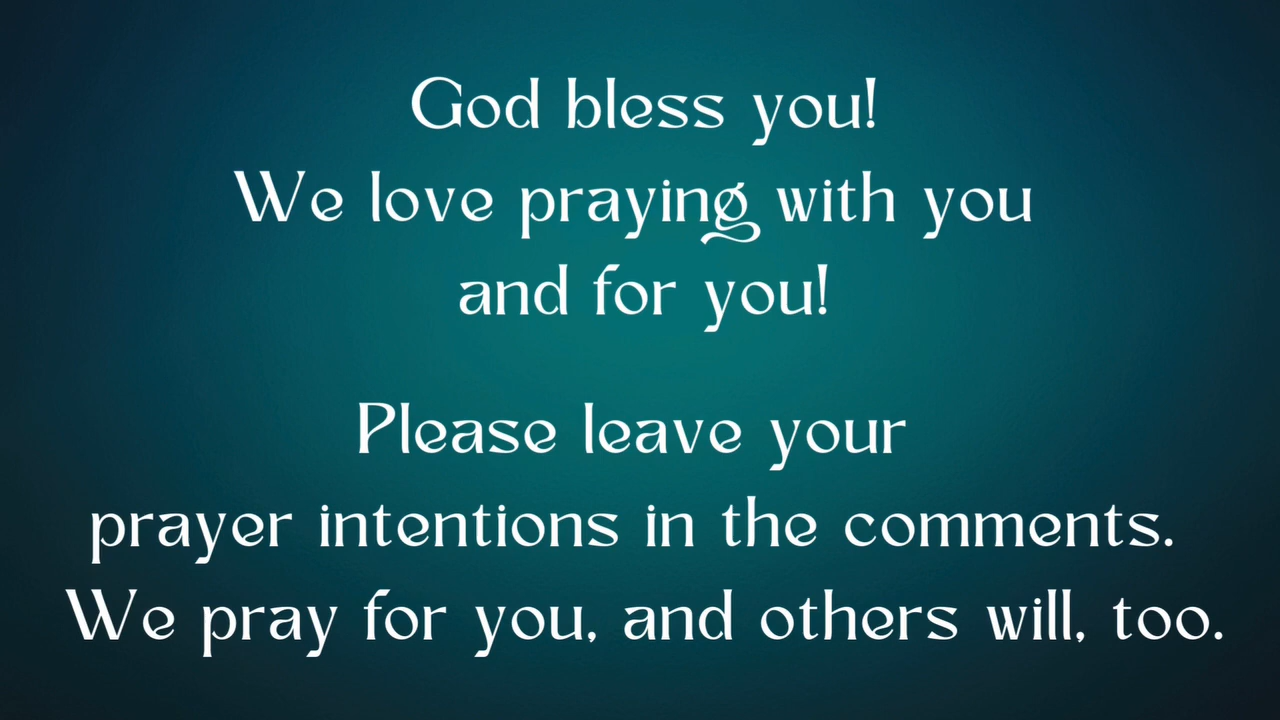 God bless you!
We love praying with you
and for you!
Please leave your
prayer intentions in the comments.
We pray for you, and others will, too.